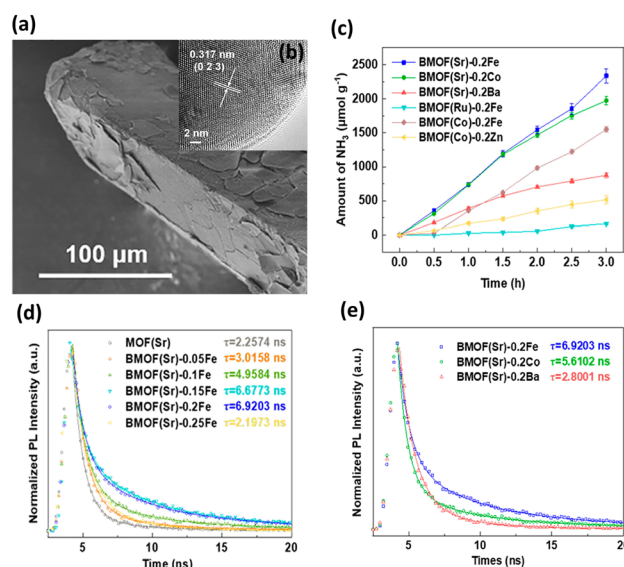 (a)
(b)
0.317 nm
(0 2 3)
2 nm
100 µm
(c)
Amount of NH3 (µmol g-1)
2500
2000
1500
1000
500
0
BMOF(Sr)-0.2Fe
BMOF(Sr)-0.2Co
BMOF(Sr)-0.2Ba
BMOF(Ru)-0.2Fe
BMOF(Co)-0.2Fe
BMOF(Co)-0.2Zn
0.0 0.5 1.0 1.5 2.0 2.5 3.0
Time (h)
(d)
Normalized PL Intensity (a.u.)
MOF(Sr) τ=2.2574 ns
BMOF(Sr)-0.05Fe τ=3.0158 ns
BMOF(Sr)-0.1Fe τ=4.9584 ns
BMOF(Sr)-0.15Fe τ=6.6773 ns
BMOF(Sr)-0.2Fe τ=6.9203 ns
BMOF(Sr)-0.25Fe τ=2.1973 ns
5 10 15 20
Time (ns)
(e)
Normalized PL Intensity (a.u.)
BMOF(Sr)-0.2Fe τ=6.9203 ns
BMOF(Sr)-0.2Co τ=5.6102 ns
BMOF(Sr)-0.2Ba τ=2.8001 ns
5 10 15 20
Times (ns)